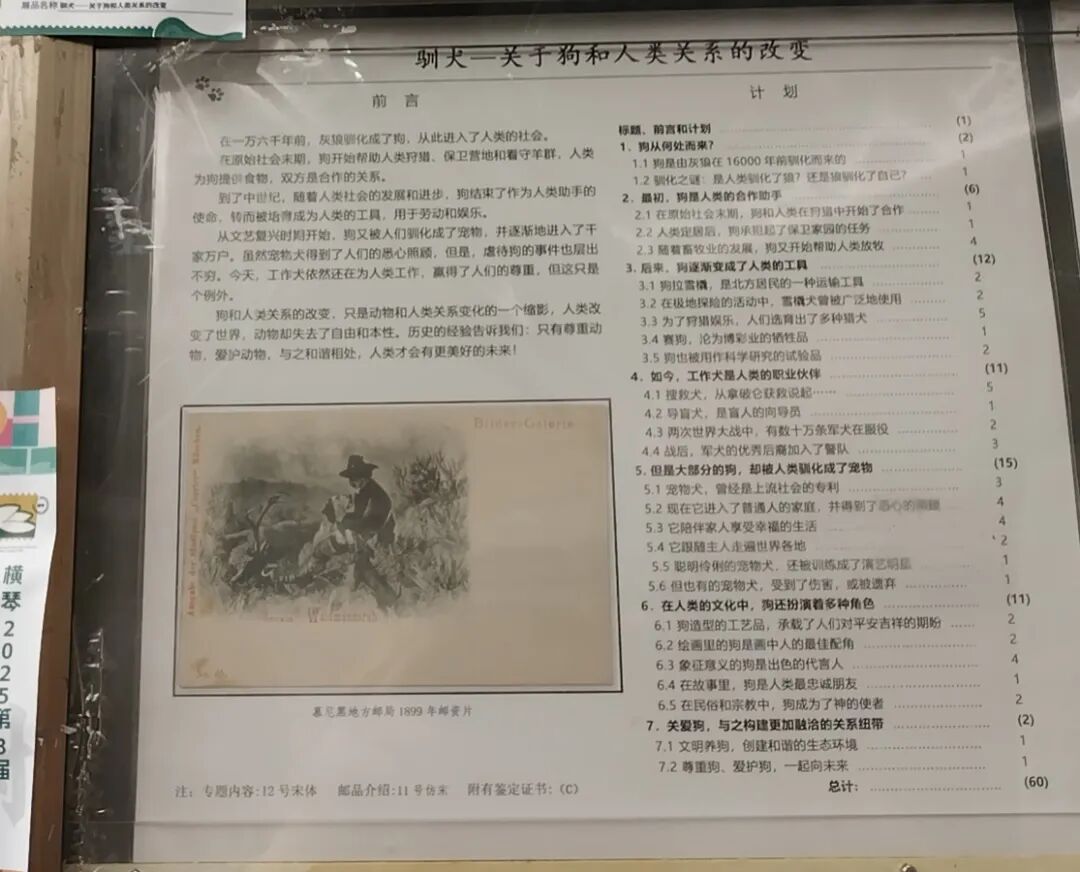 展品名称 驯犬——关于狗和人类关系的改变
驯犬—关于狗和人类关系的改变
前 言
在一万六千年前，灰狼驯化成了狗，从此进入了人类的社会。
在原始社会末期，狗开始帮助人类狩猎、保卫营地和看守羊群，人类
为狗提供食物，双方是合作的关系。
到了中世纪，随着人类社会的发展和进步，狗结束了作为人类助手的
使命，转而被培育成为人类的工具，用于劳动和娱乐。
从文艺复兴时期开始，狗又被人们驯化成了宠物，并逐渐地进入了千
家万户。虽然宠物犬得到了人们的悉心照顾，但是，虐待狗的事件也层出
不穷。今天，工作犬依然还在为人类工作，赢得了人们的尊重，但这只是
个例外。
狗和人类关系的改变，只是动物和人类关系变化的一个缩影，人类改
变了世界，动物却失去了自由和本性。历史的经验告诉我们：只有尊重动
物，爱护动物，与之和谐相处，人类才会有更美好的未来！
Bilder-Galerie
慕尼黑地方邮局 1899 年邮资片
注：专题内容:12 号宋体 邮品介绍:11 号仿宋 附有鉴定证书:（C）
计 划
标题、前言和计划 (1)
1. 狗从何处而来？ (2)
1.1 狗是由灰狼在 16000 年前驯化而来的 1
1.2 驯化之谜：是人类驯化了狼？还是狼驯化了自己？ 1
2. 最初，狗是人类的合作助手 (6)
2.1 在原始社会末期，狗和人类在狩猎中开始了合作 1
2.2 人类定居后，狗承担起了保卫家园的任务 1
2.3 随着畜牧业的发展，狗又开始帮助人类放牧 4
3. 后来，狗逐渐变成了人类的工具 (12)
3.1 狗拉雪橇，是北方居民的一种运输工具 2
3.2 在极地探险的活动中，雪橇犬曾被广泛地使用 2
3.3 为了狩猎娱乐，人们选育出了多种猎犬 5
3.4 赛狗，沦为博彩业的牺牲品 1
3.5 狗也被用作科学研究的试验品 2
4. 如今，工作犬是人类的职业伙伴 (11)
4.1 搜救犬，从拿破仑获救说起…… 5
4.2 导盲犬，是盲人的向导员 1
4.3 两次世界大战中，有数十万条军犬在服役 2
4.4 战后，军犬的优秀后裔加入了警队 3
5. 但是大部分的狗，却被人类驯化成了宠物 (15)
5.1 宠物犬，曾经是上流社会的专利 3
5.2 现在它进入了普通人的家庭，并得到了悉心的 4
5.3 它陪伴家人享受幸福的生活 4
5.4 它跟随主人走遍世界各地 2
5.5 聪明伶俐的宠物犬，还被训练成了演艺明星 1
5.6 但也有的宠物犬，受到了伤害，或被遗弃 1
6. 在人类的文化中，狗还扮演着多种角色 (11)
6.1 狗造型的工艺品，承载了人们对平安吉祥的期盼 2
6.2 绘画里的狗是画中人的最佳配角 2
6.3 象征意义的狗是出色的代言人 4
6.4 在故事里，狗是人类最忠诚朋友 1
6.5 在民俗和宗教中，狗成为了神的使者 2
7. 关爱狗，与之构建更加融洽的关系纽带 (2)
7.1 文明养狗，创建和谐的生态环境 1
7.2 尊重狗、爱护狗，一起向未来 1
总计： (60)
横琴2025第
届